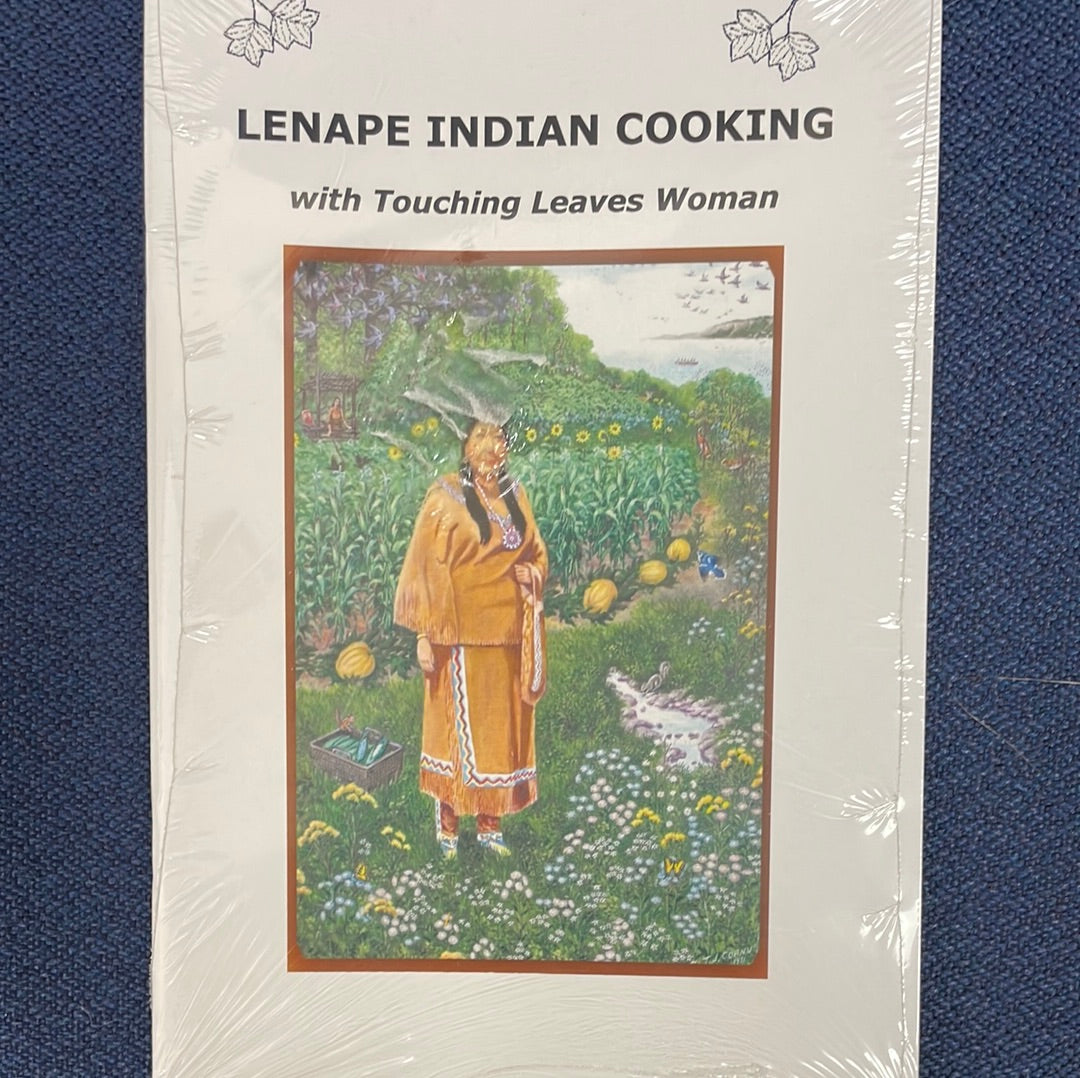 LENAPE INDIAN COOKING
with Touching Leaves Woman